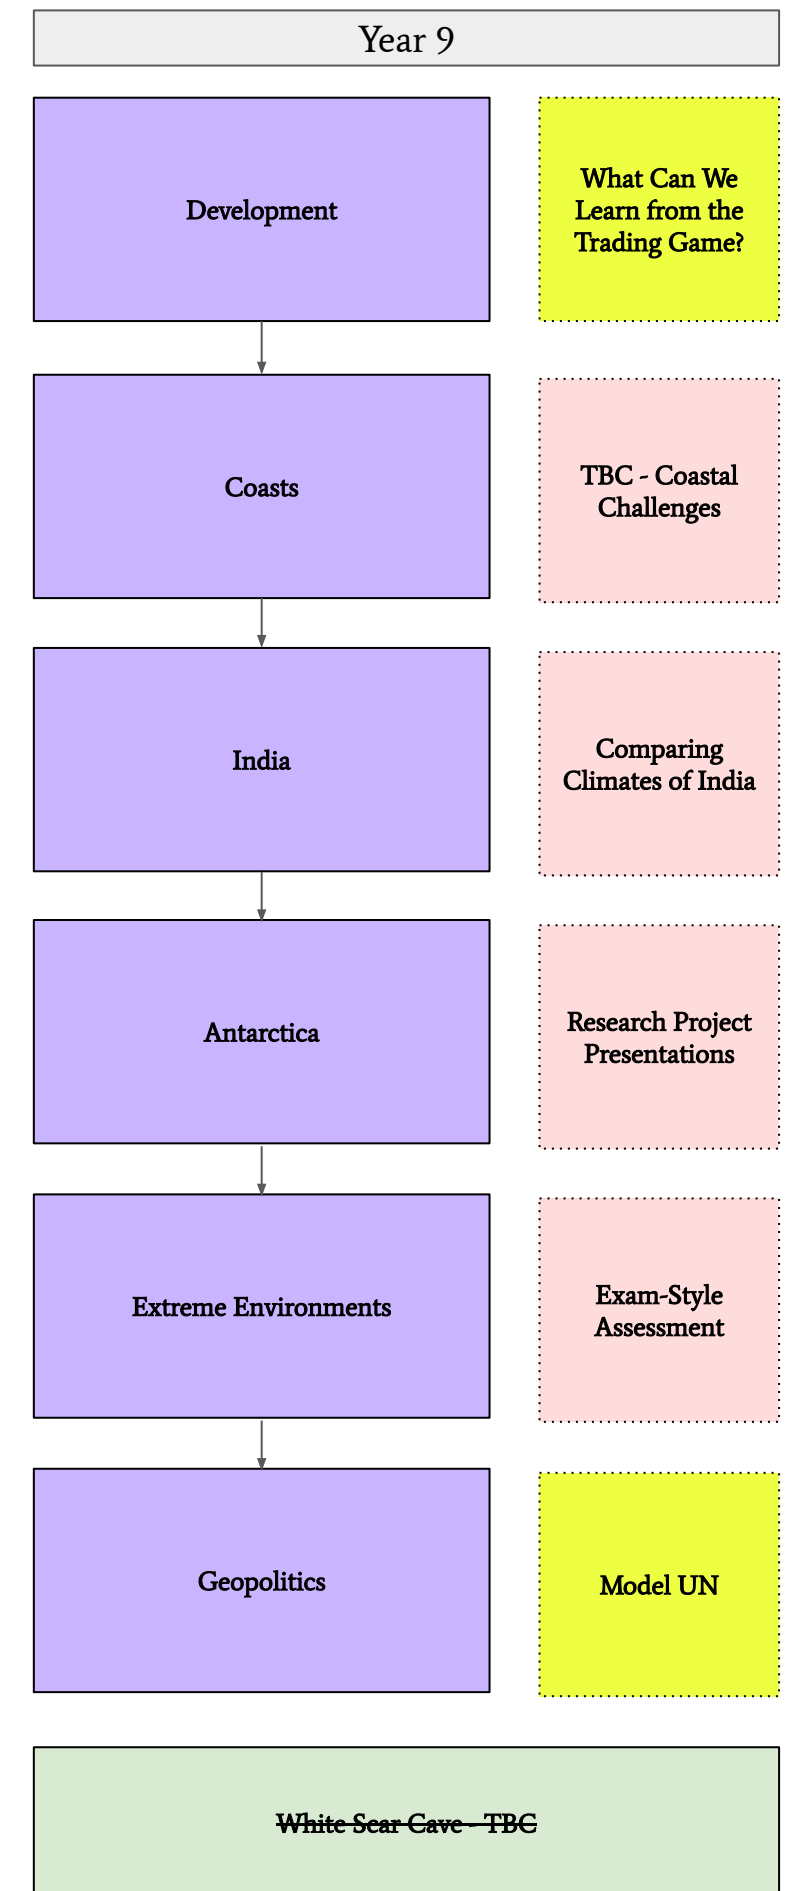 Year 9
Development
What Can We
Learn from the
Trading Game?
Coasts
TBC - Coastal
Challenges
India
Comparing
Climates of India
Antarctica
Research Project
Presentations
Extreme Environments
Exam-Style
Assessment
Geopolitics
Model UN
White Scar Cave - TBC